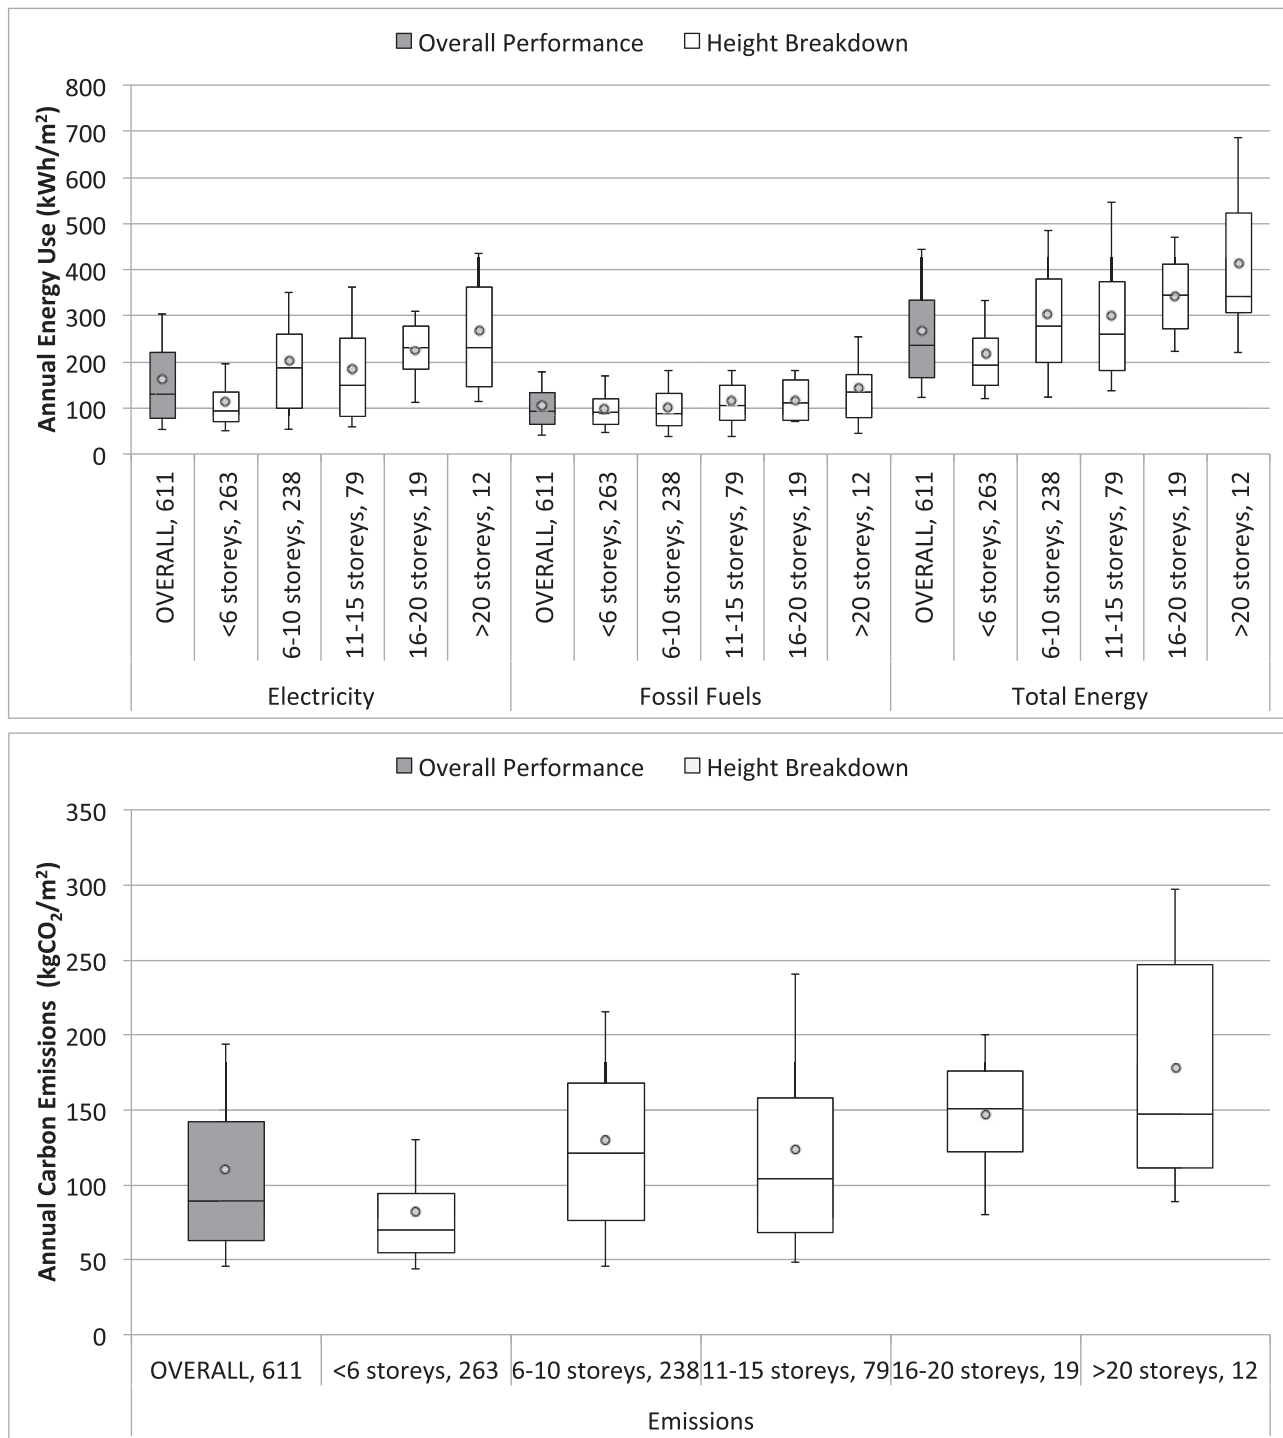 Overall Performance Height Breakdown
Annual Energy Use (kWh/m²)
800
700
600
500
400
300
200
100
0
OVERALL, 611
<6 storeys, 263
6-10 storeys, 238
11-15 storeys, 79
16-20 storeys, 19
>20 storeys, 12
OVERALL, 611
<6 storeys, 263
6-10 storeys, 238
11-15 storeys, 79
16-20 storeys, 19
>20 storeys, 12
OVERALL, 611
<6 storeys, 263
6-10 storeys, 238
11-15 storeys, 79
16-20 storeys, 19
>20 storeys, 12
Electricity Fossil Fuels Total Energy
Overall Performance Height Breakdown
Annual Carbon Emissions (kgCO₂/m²)
350
300
250
200
150
100
50
0
OVERALL, 611 <6 storeys, 263 6-10 storeys, 238 11-15 storeys, 79 16-20 storeys, 19 >20 storeys, 12
Emissions